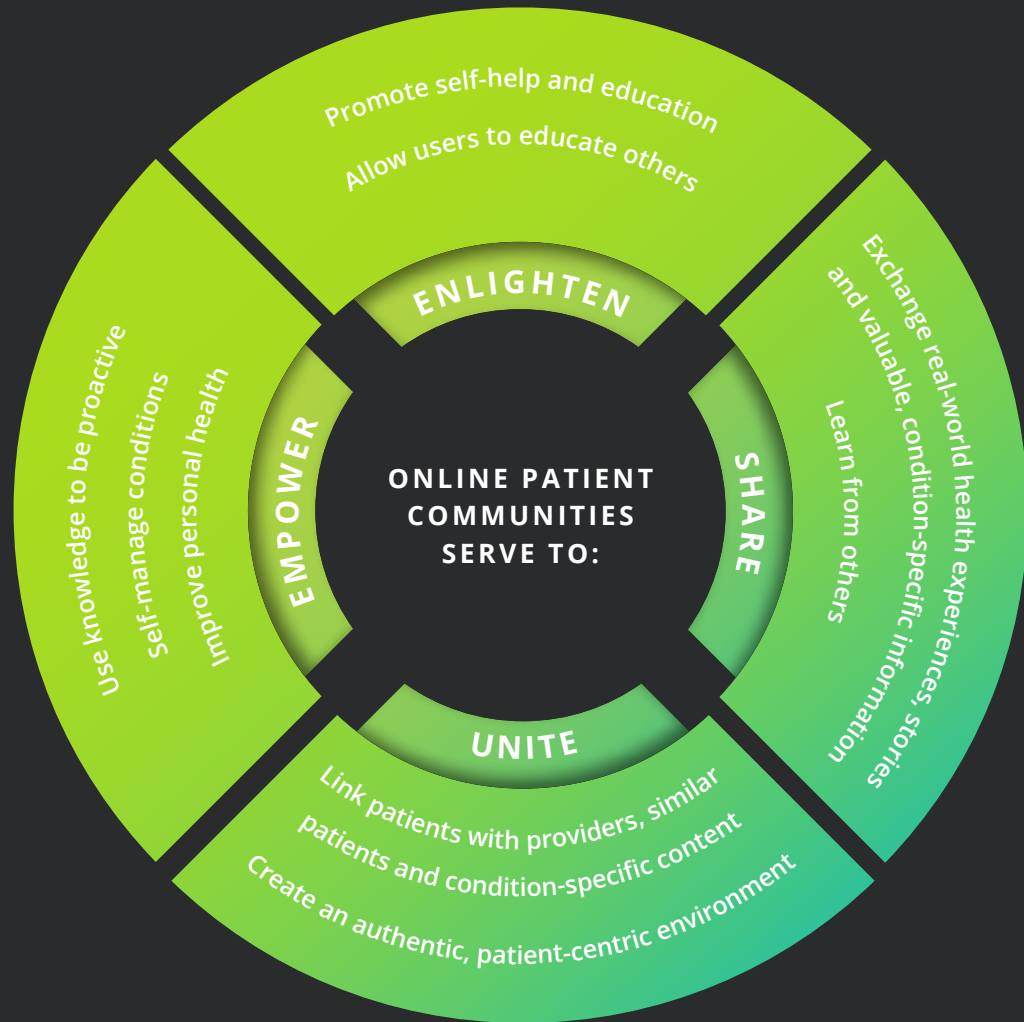 ONLINE PATIENT
COMMUNITIES
SERVE TO:
ENLIGHTEN
Promote self-help and education
Allow users to educate others
SHARE
Exchange real-world health experiences, stories
and valuable, condition-specific information
Learn from others
UNITE
Link patients with providers, similar
patients and condition-specific content
Create an authentic, patient-centric environment
EMPOWER
Use knowledge to be proactive
Self-manage conditions
Improve personal health